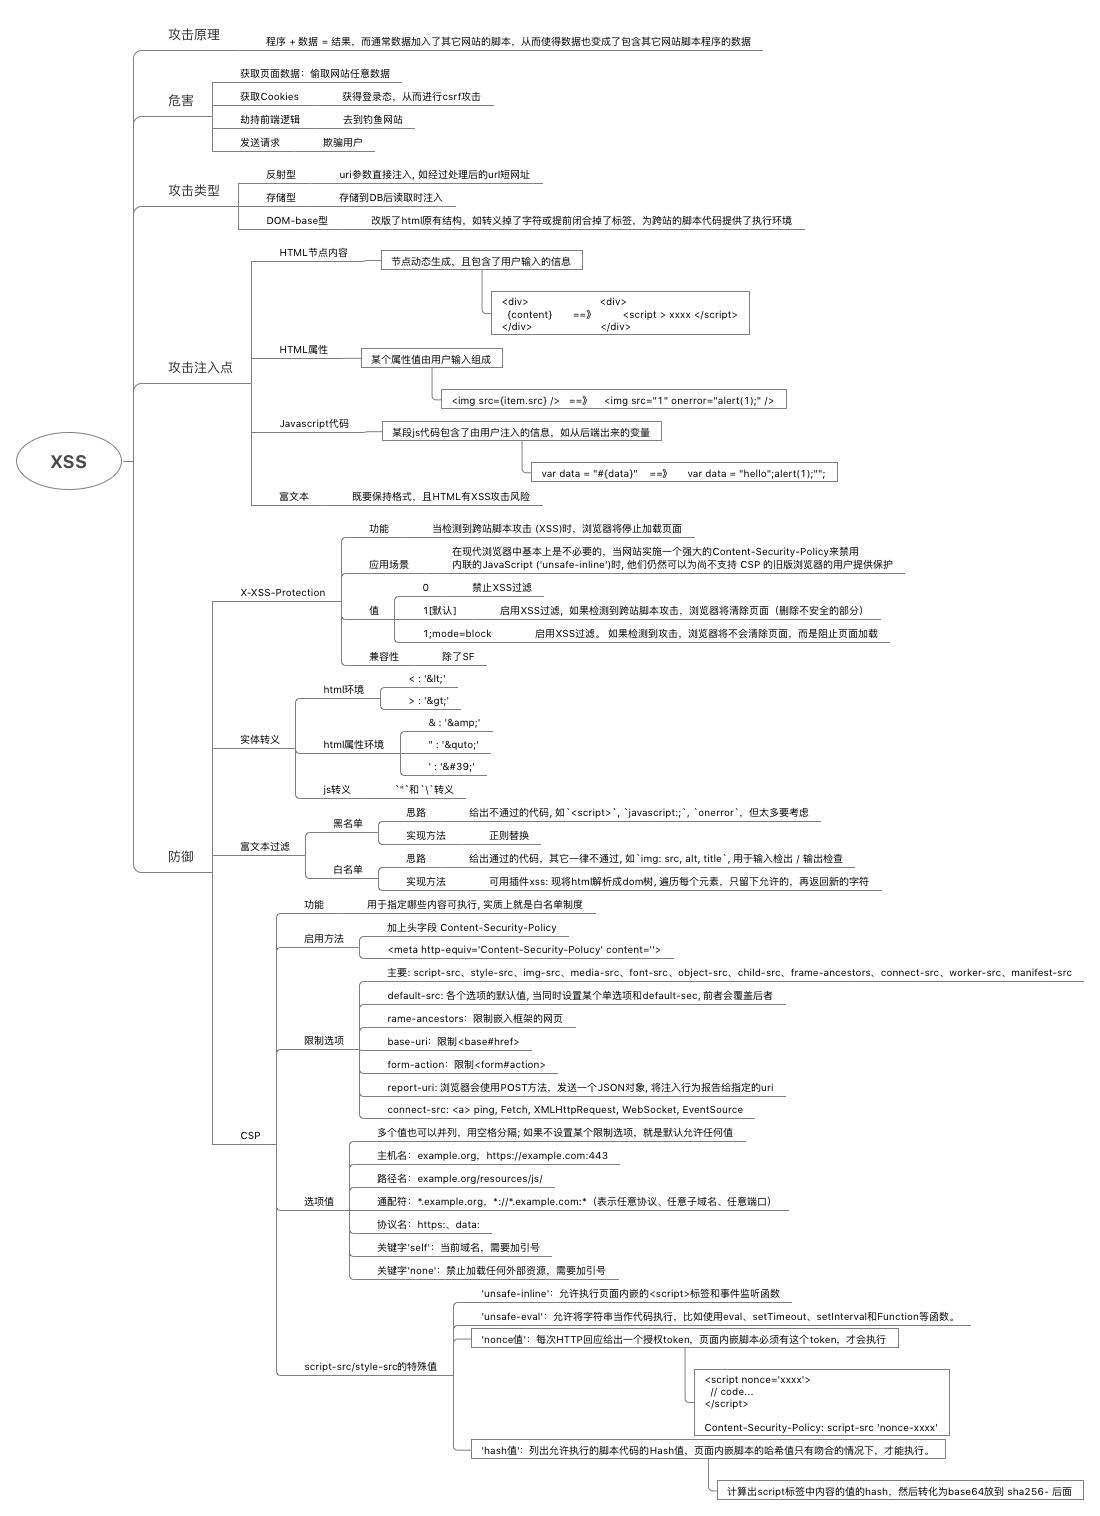 XSS
攻击原理
程序 + 数据 = 结果，而通常数据加入了其它网站的脚本，从而使得数据也变成了包含其它网站脚本程序的数据
危害
获取页面数据：偷取网站任意数据
获取Cookies 获得登录态，从而进行csrf攻击
劫持前端逻辑 去到钓鱼网站
发送请求 欺骗用户
攻击类型
反射型 uri参数直接注入, 如经过处理后的url短网址
存储型 存储到DB后读取时注入
DOM-base型 改版了html原有结构，如转义掉了字符或提前闭合掉了标签，为跨站的脚本代码提供了执行环境
攻击注入点
HTML节点内容 节点动态生成，且包含了用户输入的信息
<div> <div>
{content} ==》 <script > xxxx </script>
</div> </div>
HTML属性 某个属性值由用户输入组成
<img src={item.src} /> ==》 <img src="1" onerror="alert(1);" />
Javascript代码 某段js代码包含了由用户注入的信息，如从后端出来的变量
var data = "#{data}" ==》 var data = "hello";alert(1);"";
富文本 既要保持格式，且HTML有XSS攻击风险
防御
X-XSS-Protection
功能 当检测到跨站脚本攻击 (XSS)时，浏览器将停止加载页面
应用场景
在现代浏览器中基本上是不必要的，当网站实施一个强大的Content-Security-Policy来禁用
内联的JavaScript ('unsafe-inline')时, 他们仍然可以为尚不支持 CSP 的旧版浏览器的用户提供保护
值
0 禁止XSS过滤
1[默认] 启用XSS过滤，如果检测到跨站脚本攻击，浏览器将清除页面（删除不安全的部分）
1;mode=block 启用XSS过滤。 如果检测到攻击，浏览器将不会清除页面，而是阻止页面加载
兼容性 除了SF
实体转义
html环境
< : '&lt;'
> : '&gt;'
html属性环境
& : '&amp;'
" : '&quto;'
' : '&#39;'
js转义 `"`和`\`转义
富文本过滤
黑名单
思路 给出不通过的代码, 如`<script>`, `javascript:;`, `onerror`，但太多要考虑
实现方法 正则替换
白名单
思路 给出通过的代码，其它一律不通过, 如`img: src, alt, title`, 用于输入检出 / 输出检查
实现方法 可用插件xss: 现将html解析成dom树, 遍历每个元素，只留下允许的，再返回新的字符
CSP
功能 用于指定哪些内容可执行, 实质上就是白名单制度
启用方法
加上头字段 Content-Security-Policy
<meta http-equiv='Content-Security-Polucy' content=''>
限制选项
主要: script-src、style-src、img-src、media-src、font-src、object-src、child-src、frame-ancestors、connect-src、worker-src、manifest-src
default-src: 各个选项的默认值, 当同时设置某个单选项和default-sec, 前者会覆盖后者
rame-ancestors：限制嵌入框架的网页
base-uri：限制<base#href>
form-action：限制<form#action>
report-uri: 浏览器会使用POST方法，发送一个JSON对象, 将注入行为报告给指定的uri
connect-src: <a> ping, Fetch, XMLHttpRequest, WebSocket, EventSource
选项值
多个值也可以并列，用空格分隔; 如果不设置某个限制选项，就是默认允许任何值
主机名：example.org，https://example.com:443
路径名：example.org/resources/js/
通配符：*.example.org，*://*.example.com:*（表示任意协议、任意子域名、任意端口）
协议名：https:、data:
关键字'self'：当前域名，需要加引号
关键字'none'：禁止加载任何外部资源，需要加引号
script-src/style-src的特殊值
'unsafe-inline'：允许执行页面内嵌的<script>标签和事件监听函数
'unsafe-eval'：允许将字符串当作代码执行，比如使用eval、setTimeout、setInterval和Function等函数。
'nonce值'：每次HTTP回应给出一个授权token，页面内嵌脚本必须有这个token，才会执行
<script nonce='xxxx'>
// code...
</script>
Content-Security-Policy: script-src 'nonce-xxxx'
'hash值'：列出允许执行的脚本代码的Hash值，页面内嵌脚本的哈希值只有吻合的情况下，才能执行。
计算出script标签中内容的值的hash，然后转化为base64放到 sha256- 后面